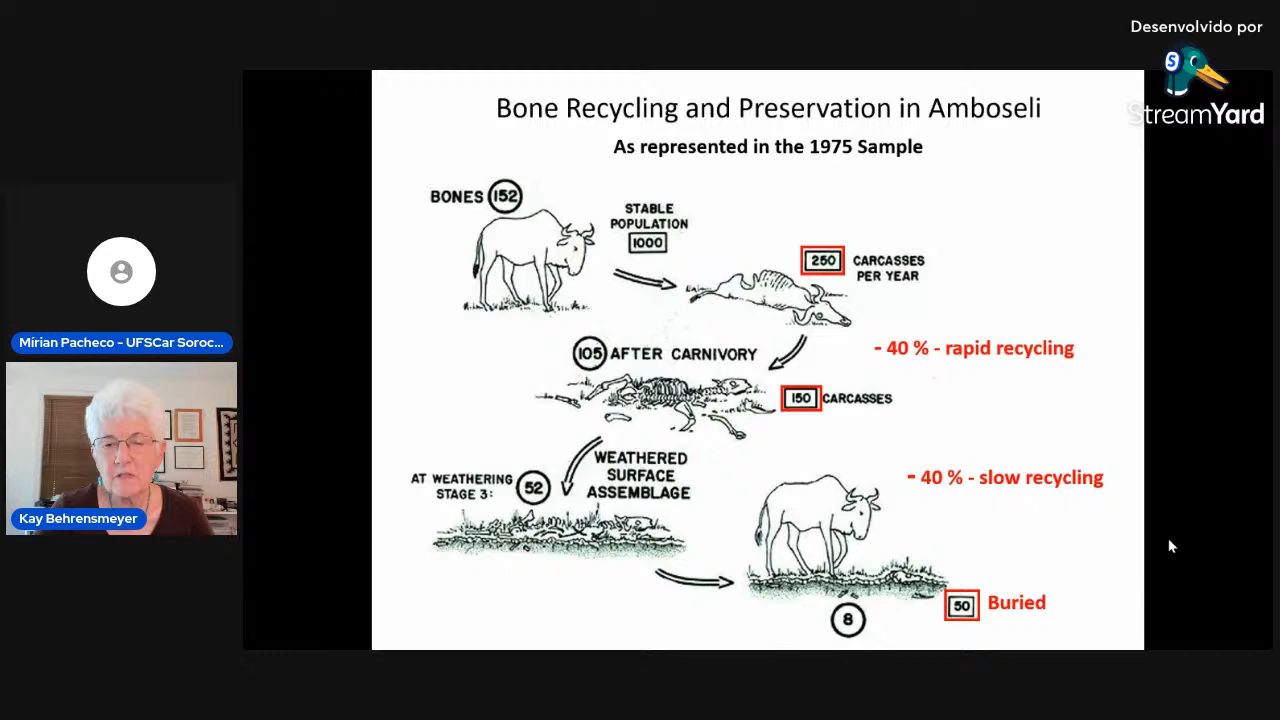 Desenvolvido por
StreamYard
Bone Recycling and Preservation in Amboseli
As represented in the 1975 Sample
BONES 152
STABLE
POPULATION
1000
250 CARCASSES
PER YEAR
- 40 % - rapid recycling
105 AFTER CARNIVORY
150 CARCASSES
WEATHERED
SURFACE
ASSEMBLAGE
AT WEATHERING
STAGE 3: 52
- 40 % - slow recycling
50 Buried
8
Mírian Pacheco - UFSCar Soroc...
Kay Behrensmeyer